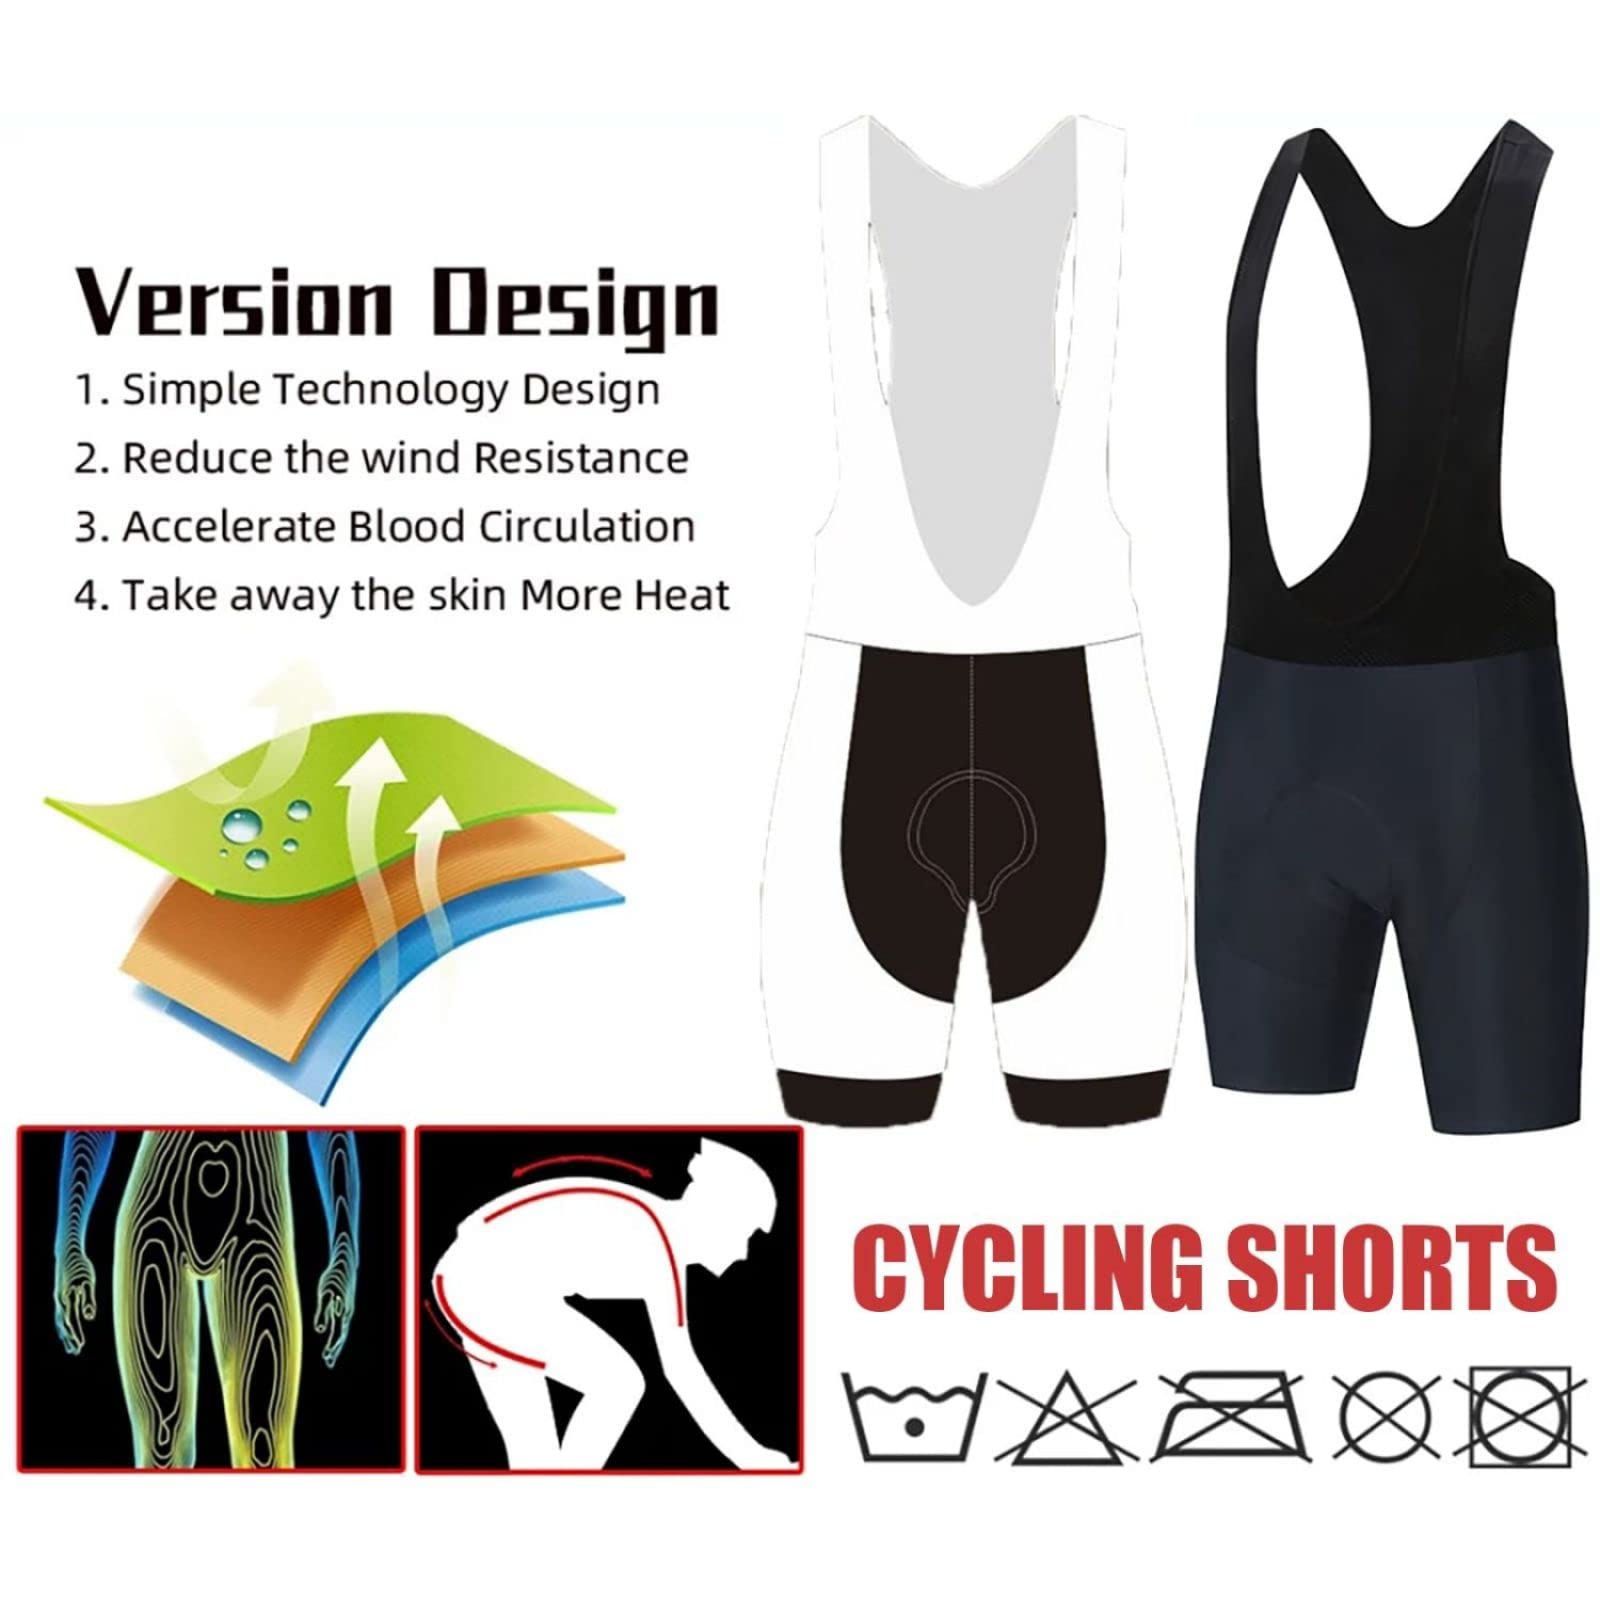 Version Design
1. Simple Technology Design
2. Reduce the wind Resistance
3. Accelerate Blood Circulation
4. Take away the skin More Heat
CYCLING SHORTS